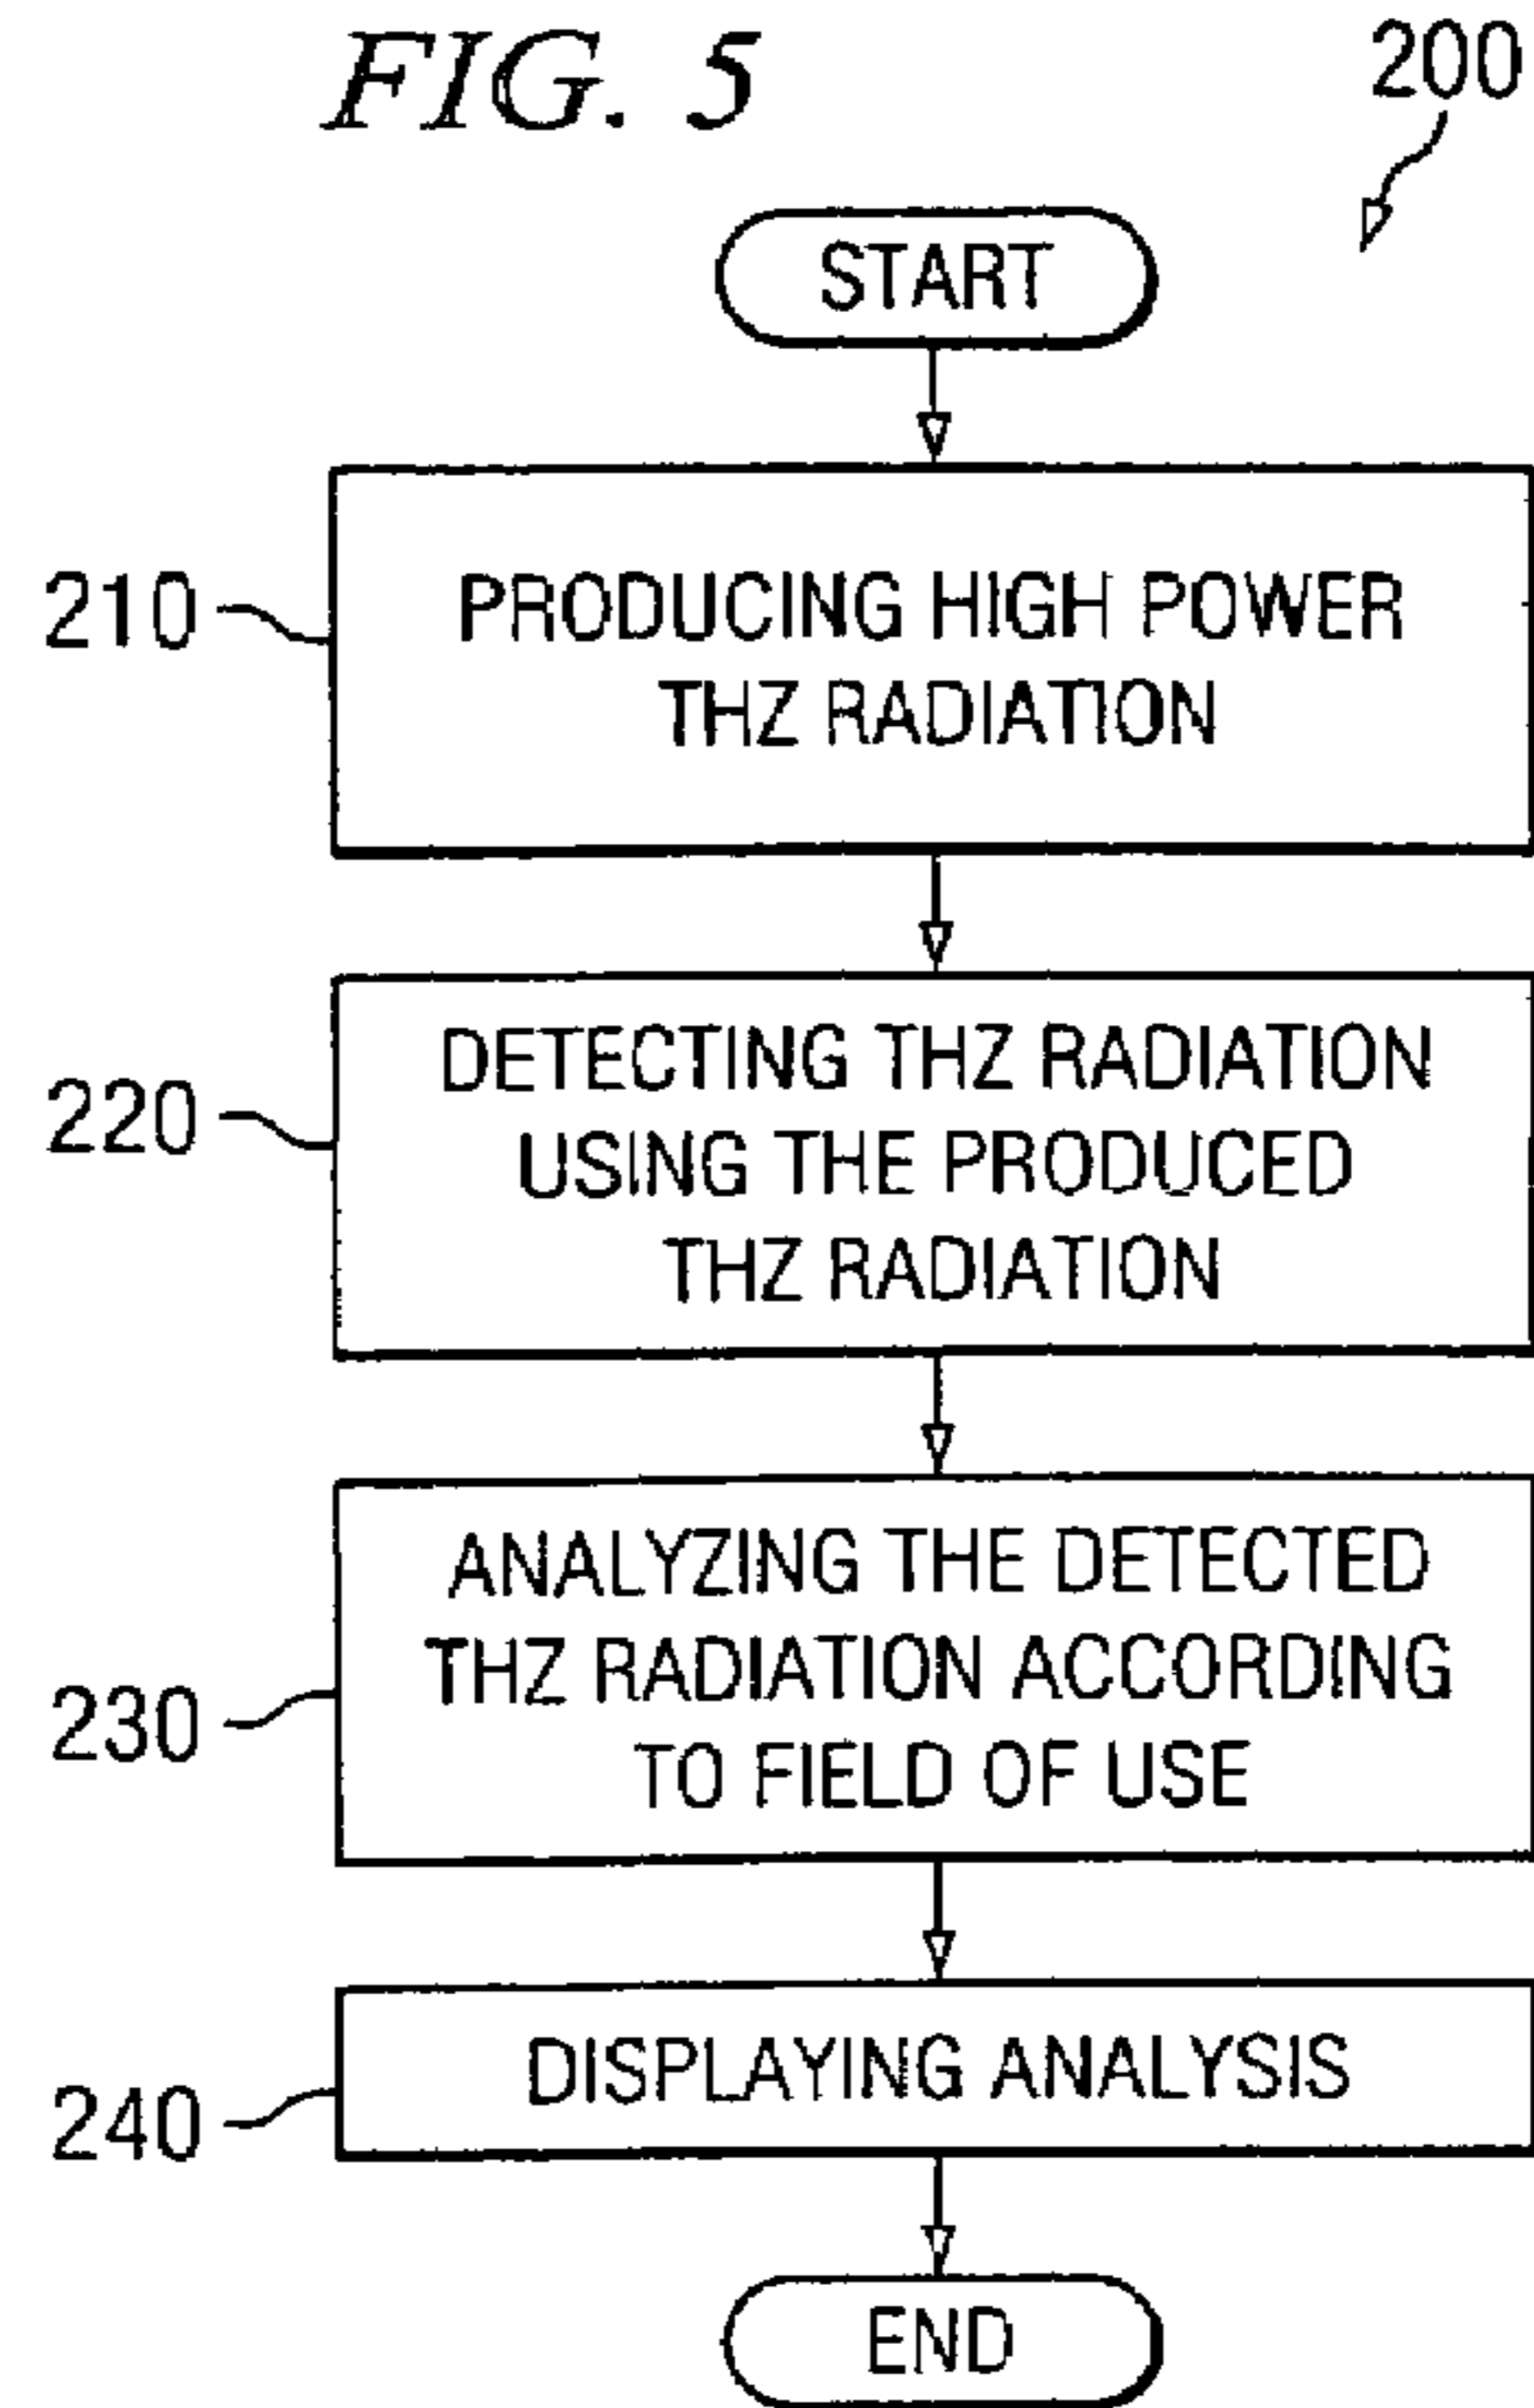 FIG. 5
200
START
210
PRODUCING HIGH POWER
THZ RADIATION
220
DETECTING THZ RADIATION
USING THE PRODUCED
THZ RADIATION
230
ANALYZING THE DETECTED
THZ RADIATION ACCORDING
TO FIELD OF USE
240
DISPLAYING ANALYSIS
END